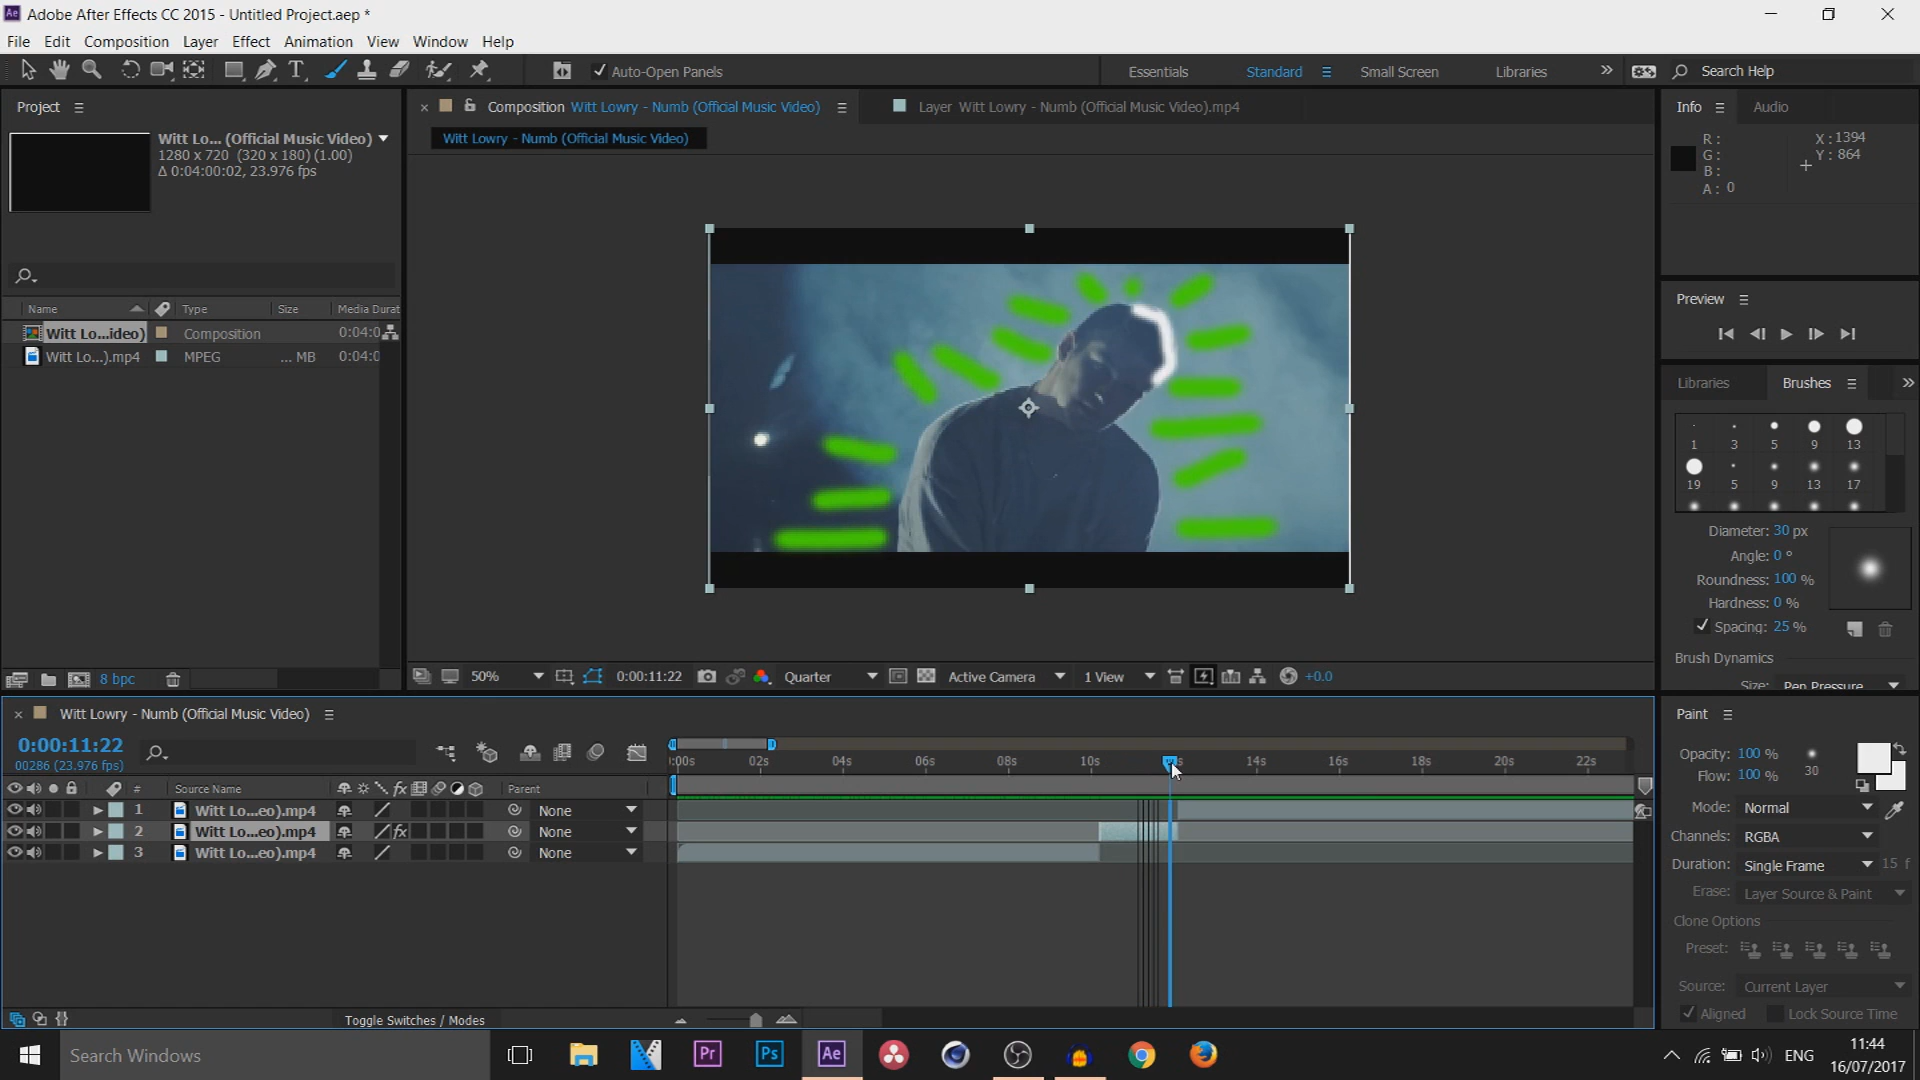 Adobe After Effects CC 2015 - Untitled Project.aep *
File Edit Composition Layer Effect Animation View Window Help
Auto-Open Panels
Essentials Standard Small Screen Libraries Search Help
Project
Witt Lo... (Official Music Video)
1280 x 720 (320 x 180) (1.00)
Δ 0:04:00:02, 23.976 fps
Name Type Size Media Durat
Witt Lo...ideo) Composition 0:04:0
Witt Lo...).mp4 MPEG ... MB 0:04:0
8 bpc
Composition Witt Lowry - Numb (Official Music Video)
Layer Witt Lowry - Numb (Official Music Video).mp4
Witt Lowry - Numb (Official Music Video)
50% 0:00:11:22 Quarter Active Camera 1 View +0.0
Info Audio
R: X: 1394
G: Y: 864
B:
A: 0
Preview
Libraries Brushes
1 3 5 9 13
19 5 9 13 17
Diameter: 30 px
Angle: 0 °
Roundness: 100 %
Hardness: 0 %
Spacing: 25 %
Brush Dynamics
Size: Pen Pressure
Witt Lowry - Numb (Official Music Video)
0:00:11:22
00286 (23.976 fps)
:00s 02s 04s 06s 08s 10s 14s 16s 18s 20s 22s
# Source Name fx Parent
1 Witt Lo...eo).mp4 None
2 Witt Lo...eo).mp4 fx None
3 Witt Lo...eo).mp4 None
Toggle Switches / Modes
Paint
Opacity: 100 %
Flow: 100 % 30
Mode: Normal
Channels: RGBA
Duration: Single Frame 15 f
Erase: Layer Source & Paint
Clone Options
Preset:
Source: Current Layer
Aligned Lock Source Time
Search Windows
Pr Ps Ae
ENG
11:44
16/07/2017